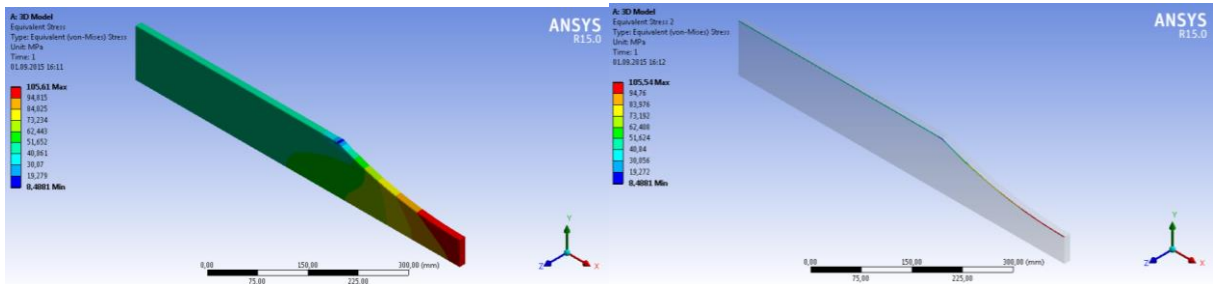 A: 3D Model
Equivalent Stress
Type: Equivalent (von-Mises) Stress
Unit: MPa
Time: 1
01.09.2015 16:11
105,61 Max
94,815
84,025
73,234
62,443
51,652
40,861
30,07
19,279
8,4881 Min
ANSYS
R15.0
0,00
150,00
300,00 (mm)
75,00
225,00
Y
Z
X
A: 3D Model
Equivalent Stress 2
Type: Equivalent (von-Mises) Stress
Unit: MPa
Time: 1
01.09.2015 16:12
105,54 Max
94,76
83,976
73,192
62,408
51,624
40,84
30,056
19,272
8,4881 Min
ANSYS
R15.0
0,00
150,00
300,00 (mm)
75,00
225,00
Y
Z
X